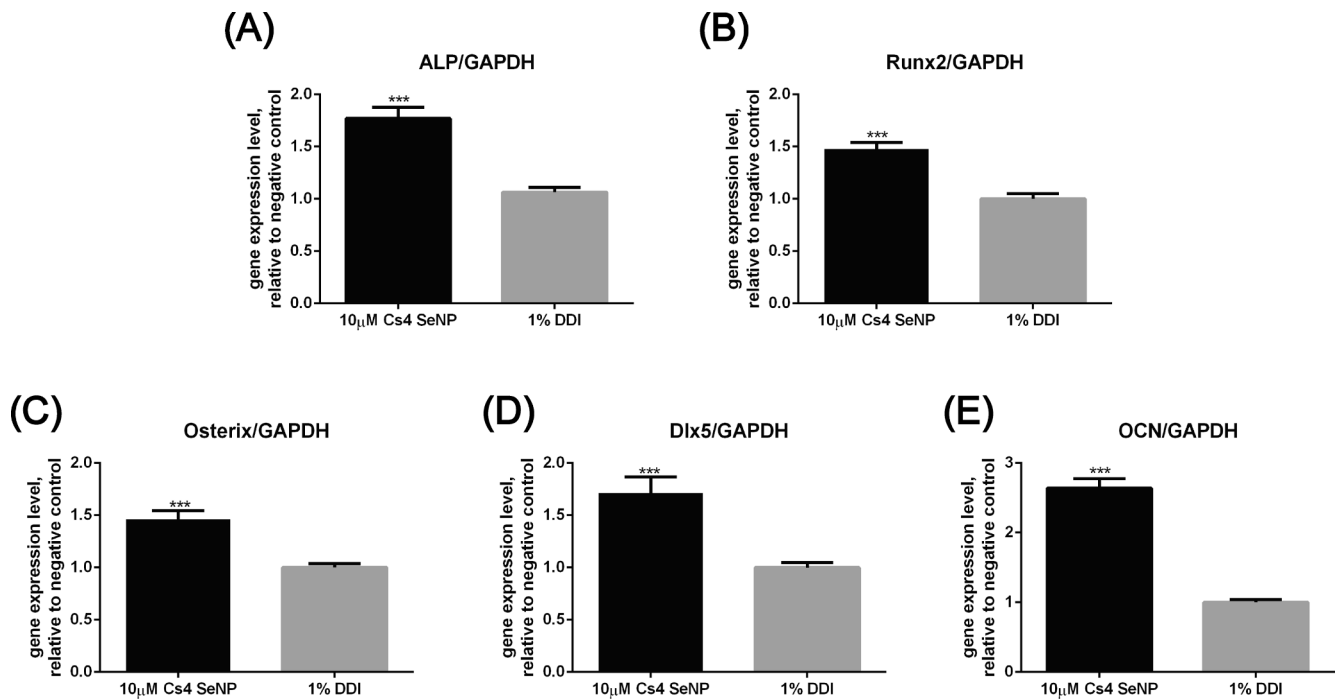 (A)
ALP/GAPDH
gene expression level,
relative to negative control
2.0
1.5
1.0
0.5
0.0
***
10μM Cs4 SeNP
1% DDI
(B)
Runx2/GAPDH
gene expression level,
relative to negative control
2.0
1.5
1.0
0.5
0.0
***
10μM Cs4 SeNP
1% DDI
(C)
Osterix/GAPDH
gene expression level,
relative to negative control
2.0
1.5
1.0
0.5
0.0
***
10μM Cs4 SeNP
1% DDI
(D)
Dlx5/GAPDH
gene expression level,
relative to negative control
2.0
1.5
1.0
0.5
0.0
***
10μM Cs4 SeNP
1% DDI
(E)
OCN/GAPDH
gene expression level,
relative to negative control
3
2
1
0
***
10μM Cs4 SeNP
1% DDI